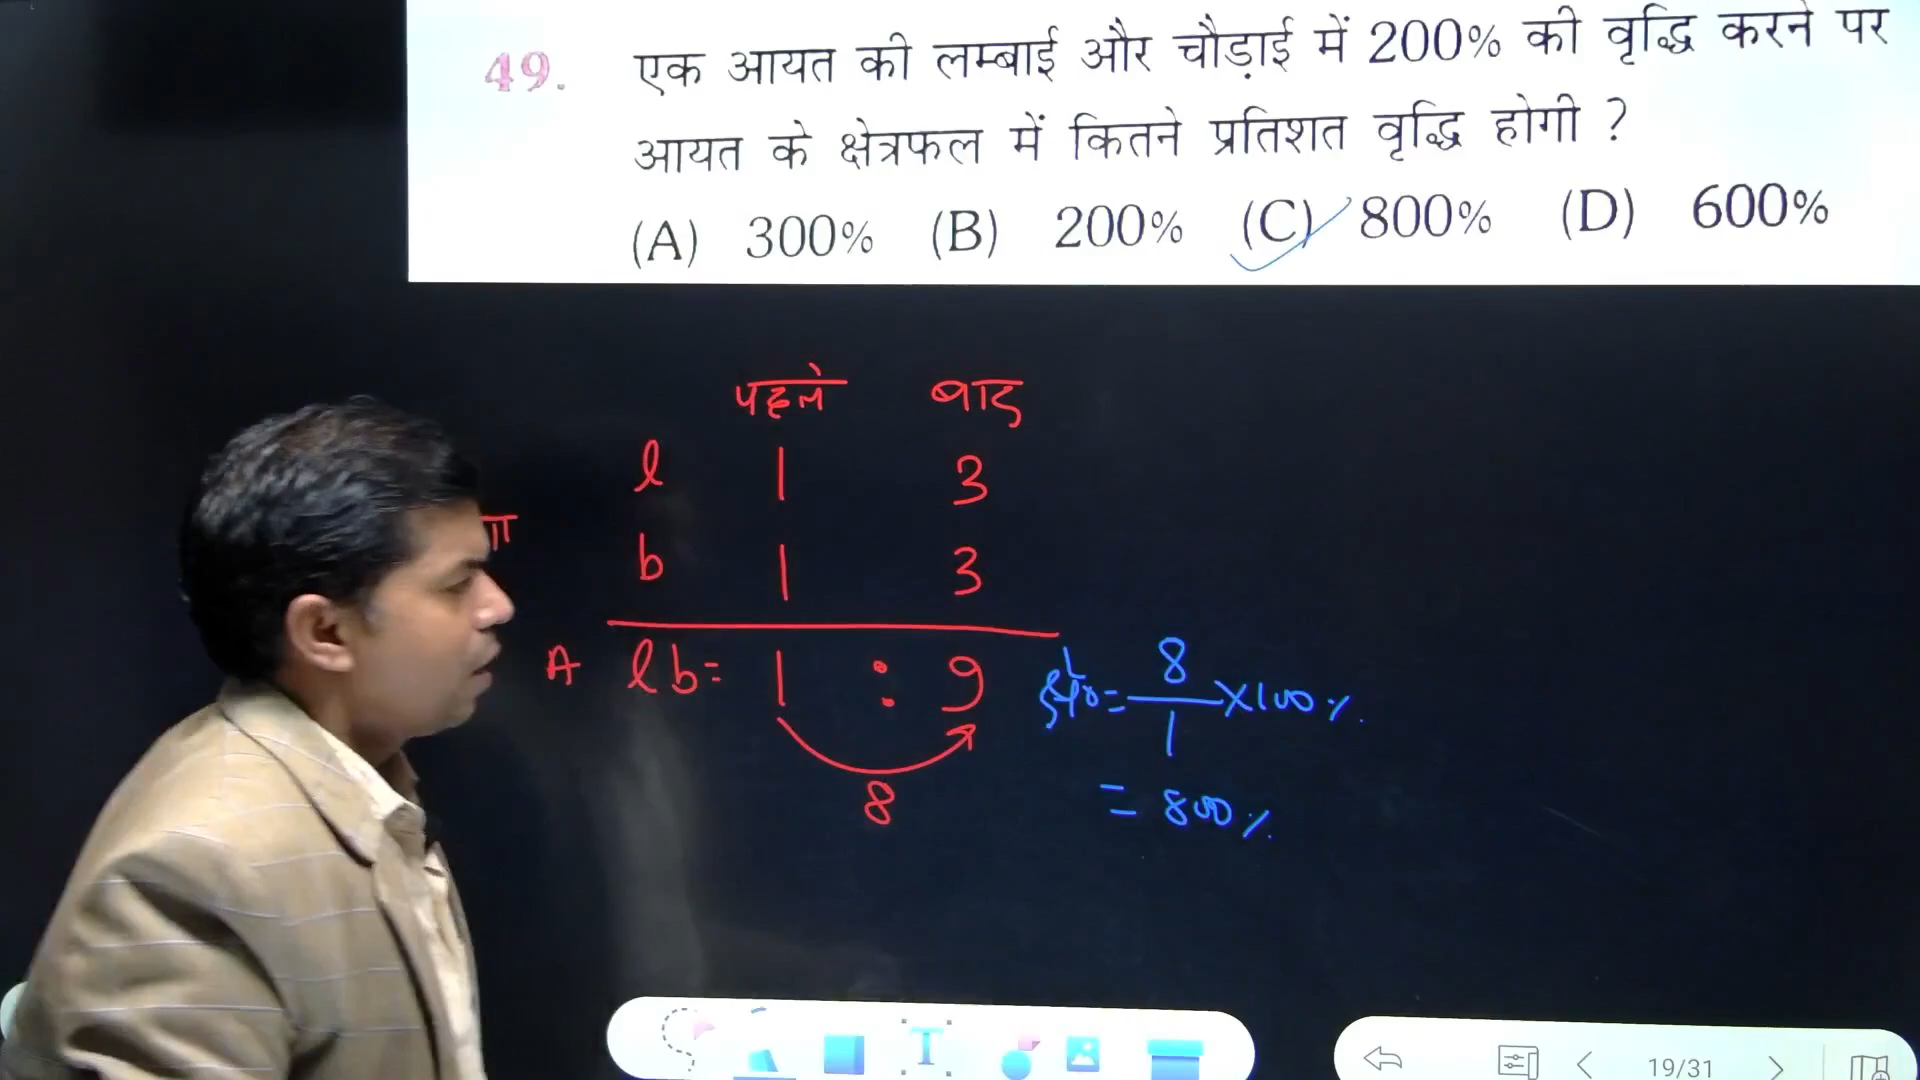 49. एक आयत की लम्बाई और चौड़ाई में 200% की वृद्धि करने पर
आयत के क्षेत्रफल में कितने प्रतिशत वृद्धि होगी ?
(A) 300% (B) 200% (C) 800% (D) 600%
पहले बाद
l 1 3
b 1 3
A lb= 1 : 9
8
= 8/1 ×100%
= 800%
T
19/31